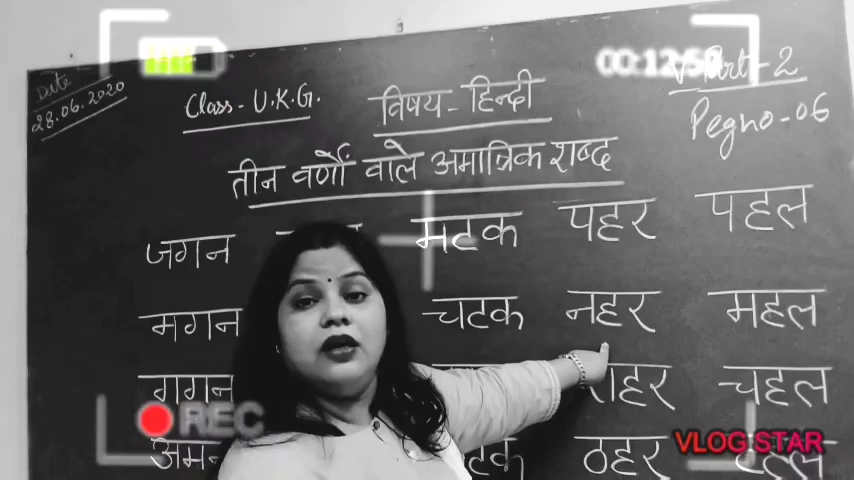 Date
28.06.2020
Class- U.K.G.
विषय- हिन्दी
Part-2
Pegno-06
तीन वर्णों वाले अमात्रिक शब्द
जगन मटक पहर पहल
मगन चटक नहर महल
गगन चहल
ठहर
REC
VLOG STAR